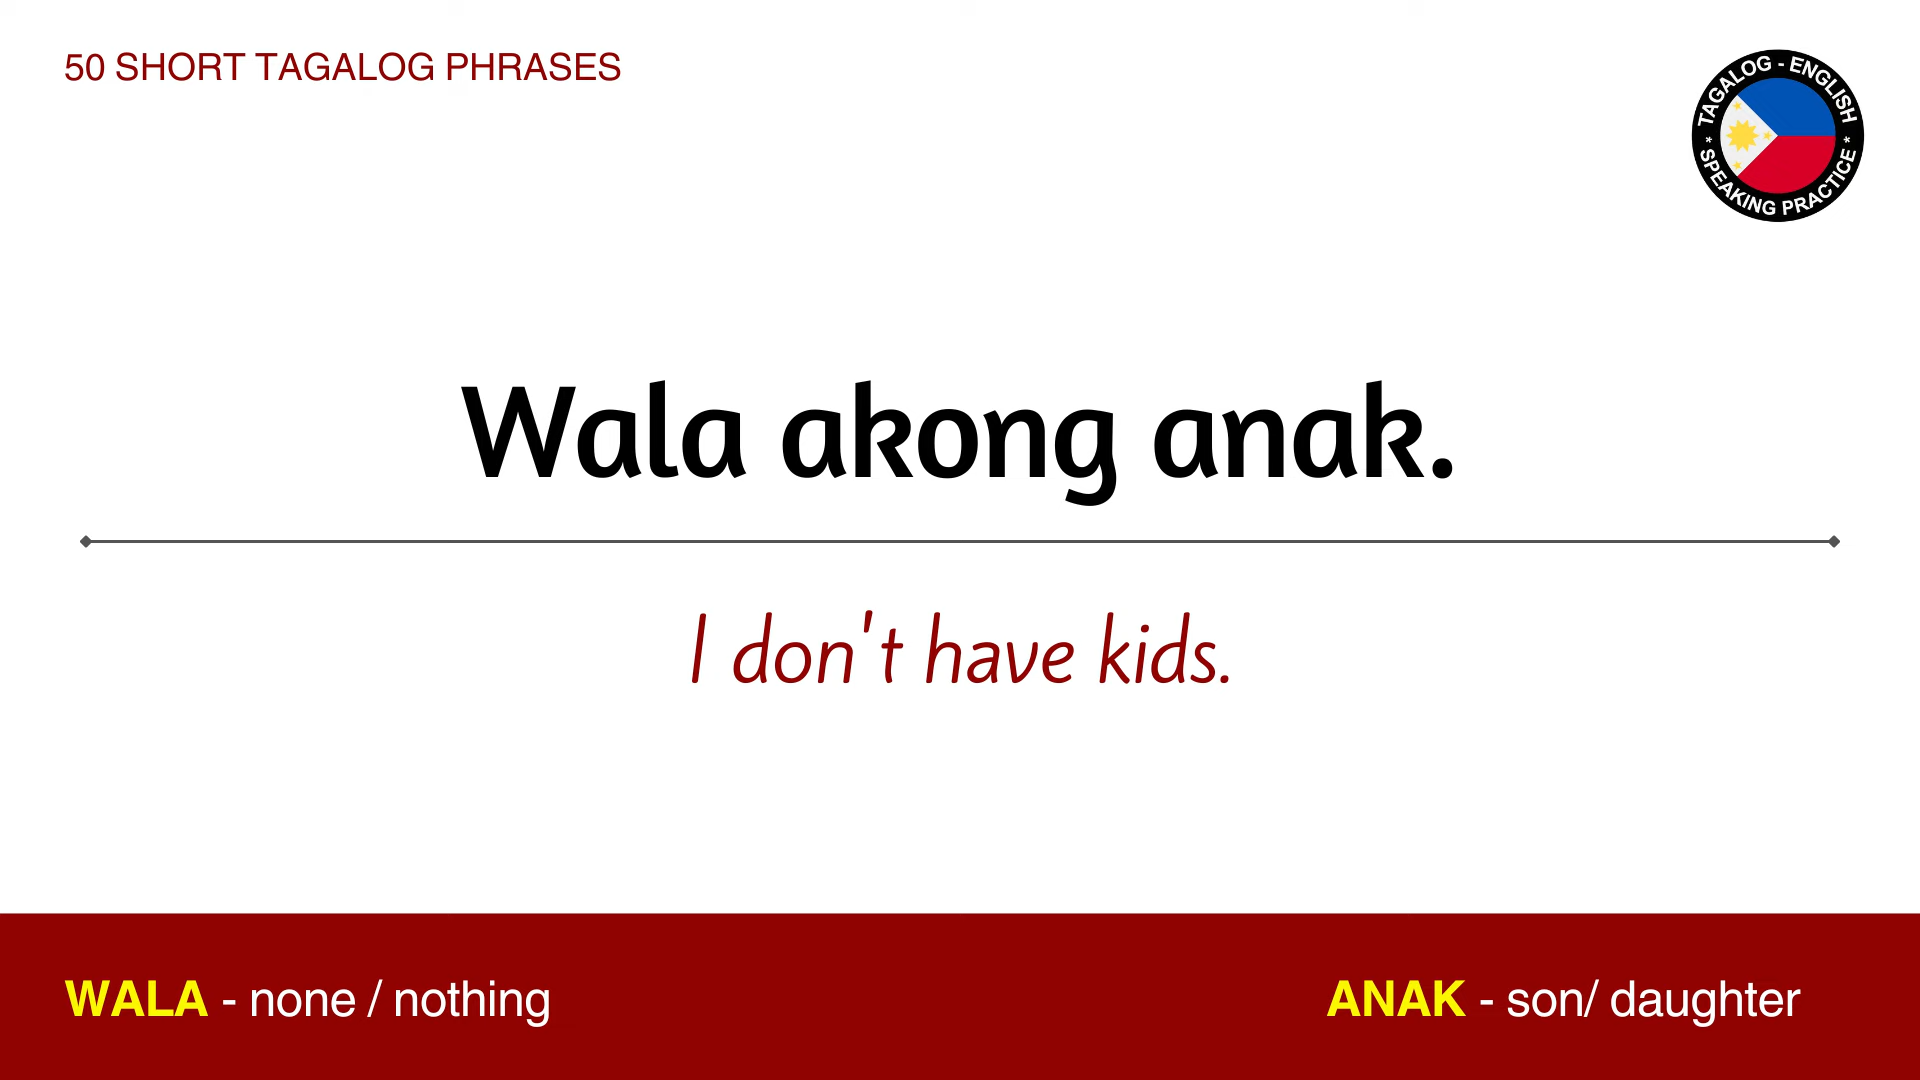 50 SHORT TAGALOG PHRASES
TAGALOG - ENGLISH
* SPEAKING PRACTICE *
Wala akong anak.
I don't have kids.
WALA - none / nothing
ANAK - son/ daughter